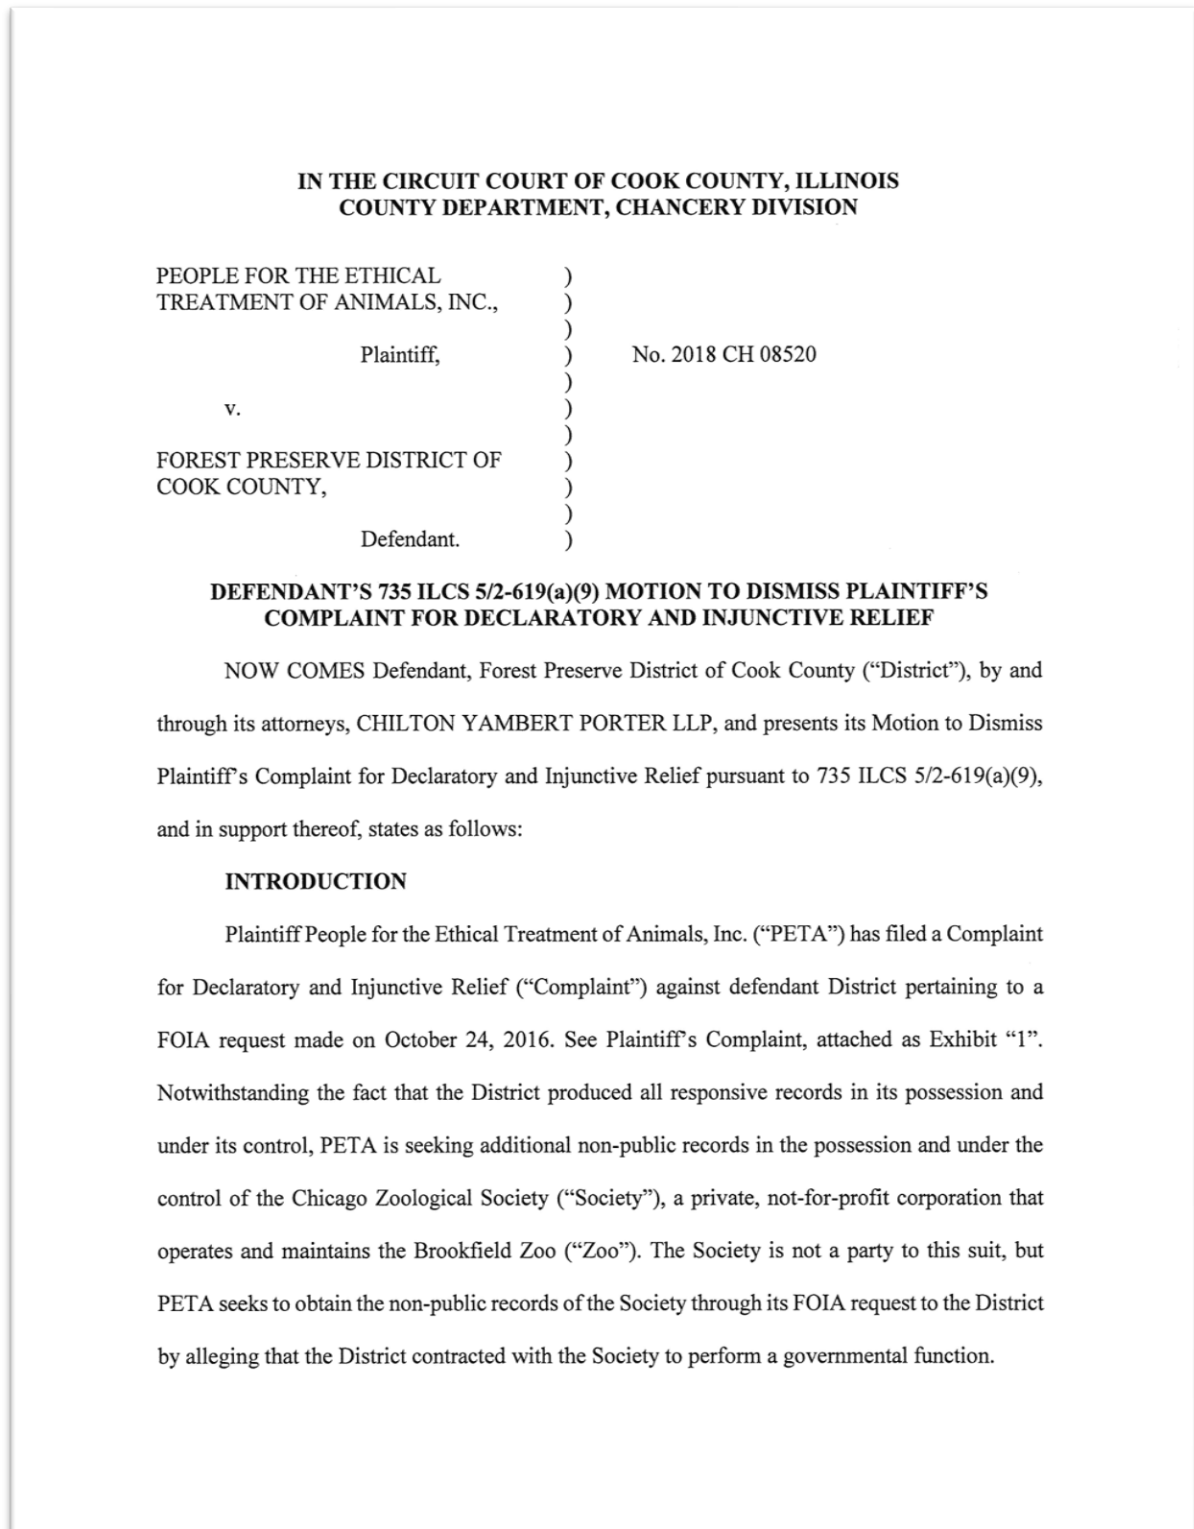 IN THE CIRCUIT COURT OF COOK COUNTY, ILLINOIS
COUNTY DEPARTMENT, CHANCERY DIVISION
PEOPLE FOR THE ETHICAL )
TREATMENT OF ANIMALS, INC., )
)
Plaintiff, ) No. 2018 CH 08520
)
v. )
)
FOREST PRESERVE DISTRICT OF )
COOK COUNTY, )
)
Defendant. )
DEFENDANT'S 735 ILCS 5/2-619(a)(9) MOTION TO DISMISS PLAINTIFF'S
COMPLAINT FOR DECLARATORY AND INJUNCTIVE RELIEF
NOW COMES Defendant, Forest Preserve District of Cook County (“District”), by and
through its attorneys, CHILTON YAMBERT PORTER LLP, and presents its Motion to Dismiss
Plaintiff's Complaint for Declaratory and Injunctive Relief pursuant to 735 ILCS 5/2-619(a)(9),
and in support thereof, states as follows:
INTRODUCTION
Plaintiff People for the Ethical Treatment of Animals, Inc. (“PETA”) has filed a Complaint
for Declaratory and Injunctive Relief (“Complaint”) against defendant District pertaining to a
FOIA request made on October 24, 2016. See Plaintiff's Complaint, attached as Exhibit “1”.
Notwithstanding the fact that the District produced all responsive records in its possession and
under its control, PETA is seeking additional non-public records in the possession and under the
control of the Chicago Zoological Society (“Society”), a private, not-for-profit corporation that
operates and maintains the Brookfield Zoo (“Zoo”). The Society is not a party to this suit, but
PETA seeks to obtain the non-public records of the Society through its FOIA request to the District
by alleging that the District contracted with the Society to perform a governmental function.